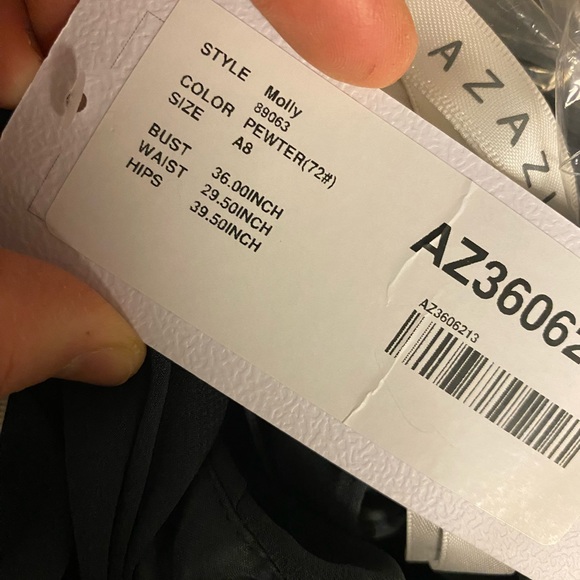 STYLE Molly
89063
COLOR PEWTER(72#)
SIZE A8
BUST 36.00INCH
WAIST 29.50INCH
HIPS 39.50INCH
AZ36062
AZ3606213
AZAZI